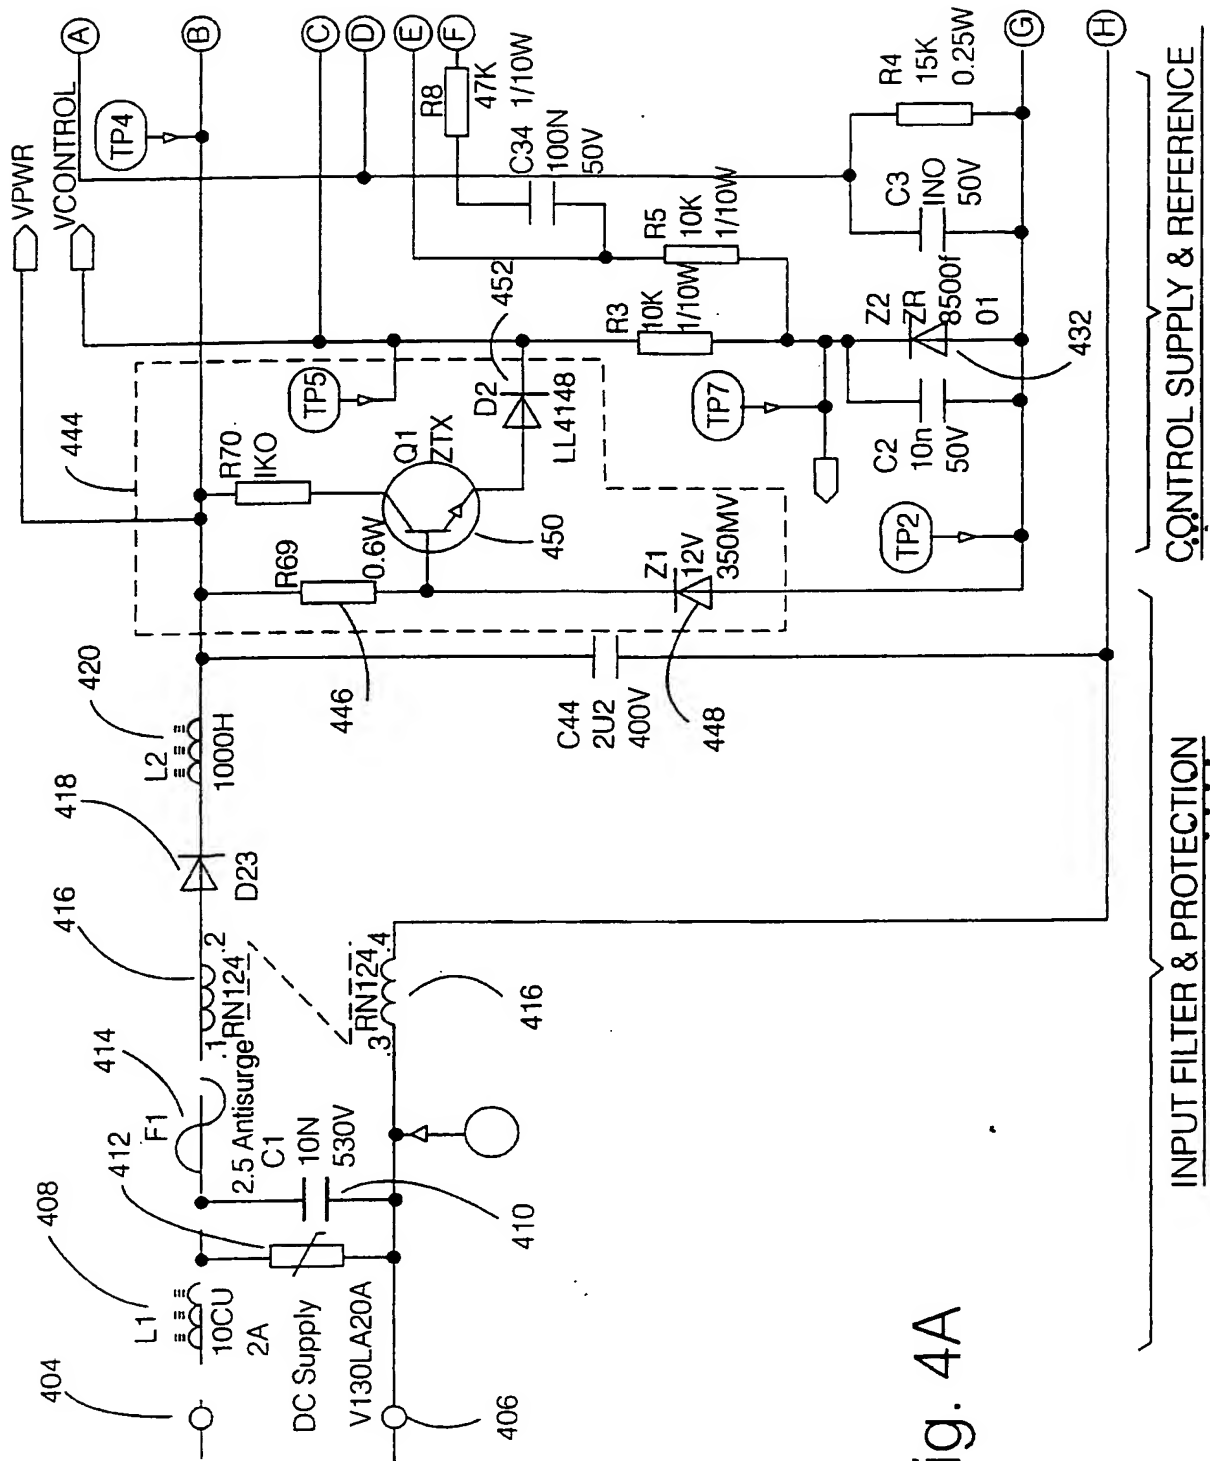 404
L1
10CU
2A
408
412
DC Supply
V130LA20A
406
F1
414
2.5 Antisurge
C1
10N
530V
410
416
.1
RN124
.2
.3
RN124
.4
416
418
D23
L2
420
1000H
C44
2U2
400V
446
448
444
R69
0.6W
R70
IKO
Q1
ZTX
450
Z1
12V
350MV
D2
LL4148
452
TP5
TP4
VPWR
VCONTROL
A
B
C
D
E
F
R8
47K
1/10W
C34
100N
50V
R5
10K
1/10W
R3
10K
1/10W
TP7
TP2
C2
10n
50V
Z2
ZR
8500f
01
432
C3
INO
50V
R4
15K
0.25W
G
H
INPUT FILTER & PROTECTION
CONTROL SUPPLY & REFERENCE
ig. 4A